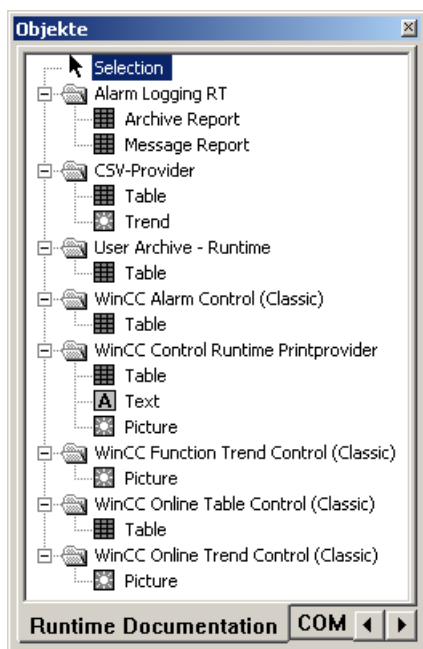 Objekte
Selection
Alarm Logging RT
Archive Report
Message Report
CSV-Provider
Table
Trend
User Archive - Runtime
Table
WinCC Alarm Control (Classic)
Table
WinCC Control Runtime Printprovider
Table
A Text
Picture
WinCC Function Trend Control (Classic)
Picture
WinCC Online Table Control (Classic)
Table
WinCC Online Trend Control (Classic)
Picture
Runtime Documentation COM